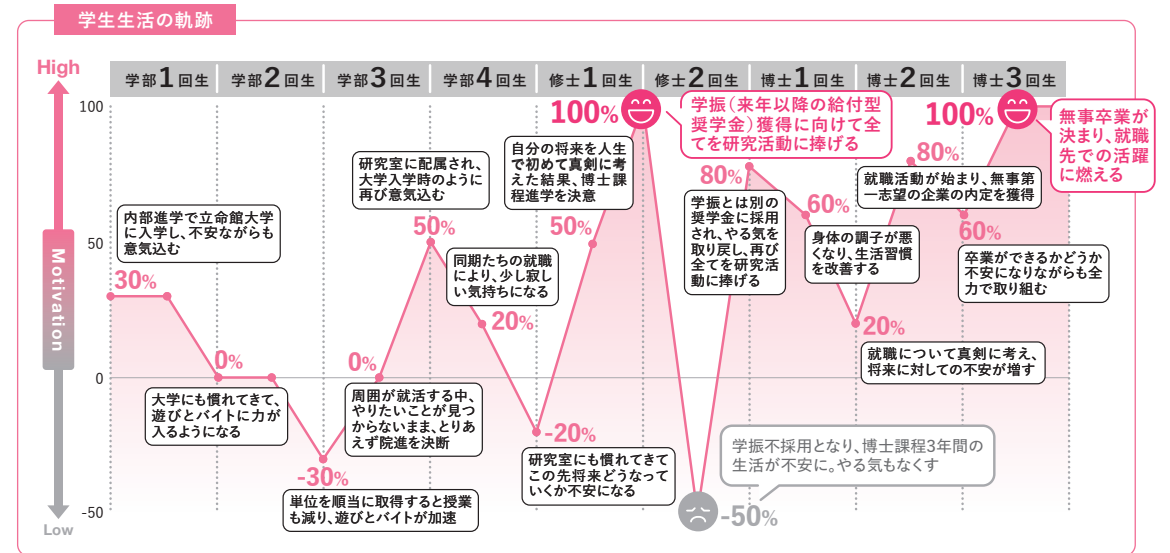 学生生活の軌跡
High
学部1回生
学部2回生
学部3回生
学部4回生
修士1回生
修士2回生
博士1回生
博士2回生
博士3回生
100
50
0
-50
Motivation
Low
内部進学で立命館大学
に入学し、不安ながらも
意気込む
30%
0%
大学にも慣れてきて、
遊びとバイトに力が
入るようになる
-30%
単位を順当に取得すると授業
も減り、遊びとバイトが加速
0%
周囲が就活する中、
やりたいことが見つ
からないまま、とりあ
えず院進を決断
研究室に配属され、
大学入学時のように
再び意気込む
50%
同期たちの就職
により、少し寂し
い気持ちになる
20%
-20%
研究室にも慣れてきて
この先将来どうなって
いくか不安になる
自分の将来を人生
で初めて真剣に考
えた結果、博士課
程進学を決意
50%
100%
学振(来年以降の給付型
奨学金)獲得に向けて全
てを研究活動に捧げる
-50%
学振不採用となり、博士課程3年間の
生活が不安に。やる気もなくす
80%
学振とは別の
奨学金に採用
され、やる気を
取り戻し、再び
全てを研究活
動に捧げる
60%
身体の調子が悪
くなり、生活習慣
を改善する
20%
就職について真剣に考え、
将来に対しての不安が増す
80%
就職活動が始まり、無事第
一志望の企業の内定を獲得
60%
卒業ができるかどうか
不安になりながらも全
力で取り組む
100%
無事卒業が
決まり、就職
先での活躍
に燃える